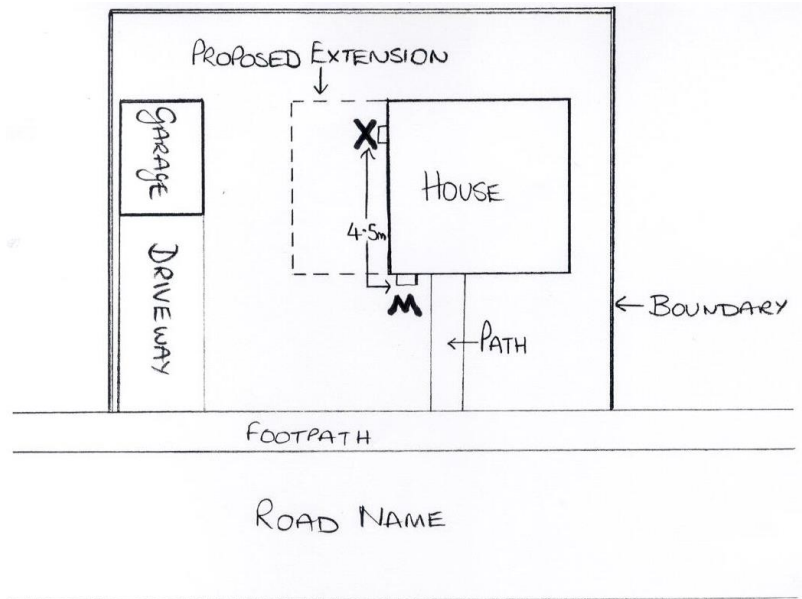 PROPOSED EXTENSION
GARAGE
X
HOUSE
4.5m
DRIVEWAY
M
BOUNDARY
PATH
FOOTPATH
ROAD NAME